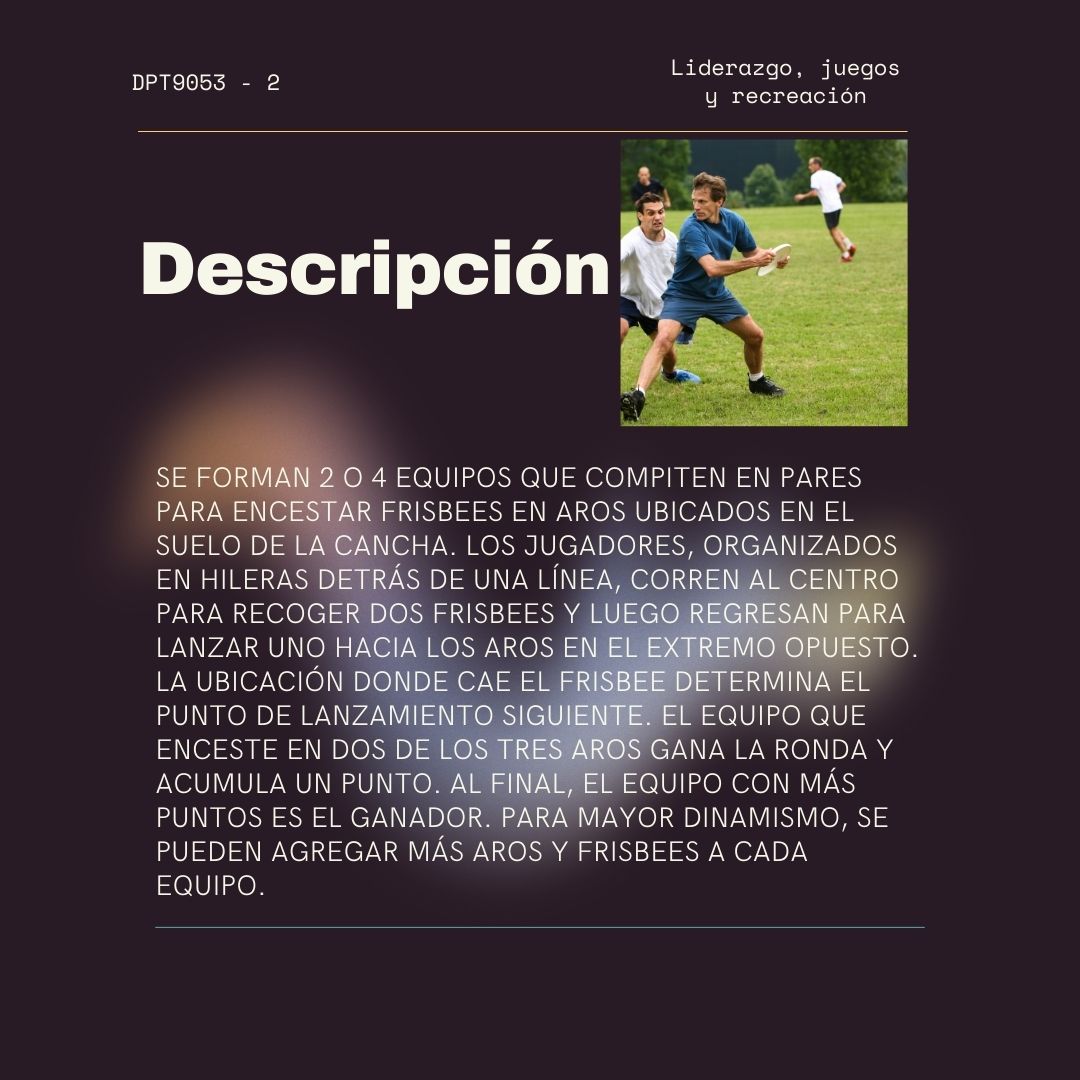 DPT9053 - 2
Liderazgo, juegos
y recreación
Descripción
SE FORMAN 2 O 4 EQUIPOS QUE COMPITEN EN PARES
PARA ENCESTAR FRISBEES EN AROS UBICADOS EN EL
SUELO DE LA CANCHA. LOS JUGADORES, ORGANIZADOS
EN HILERAS DETRÁS DE UNA LÍNEA, CORREN AL CENTRO
PARA RECOGER DOS FRISBEES Y LUEGO REGRESAN PARA
LANZAR UNO HACIA LOS AROS EN EL EXTREMO OPUESTO.
LA UBICACIÓN DONDE CAE EL FRISBEE DETERMINA EL
PUNTO DE LANZAMIENTO SIGUIENTE. EL EQUIPO QUE
ENCESTE EN DOS DE LOS TRES AROS GANA LA RONDA Y
ACUMULA UN PUNTO. AL FINAL, EL EQUIPO CON MÁS
PUNTOS ES EL GANADOR. PARA MAYOR DINAMISMO, SE
PUEDEN AGREGAR MÁS AROS Y FRISBEES A CADA
EQUIPO.